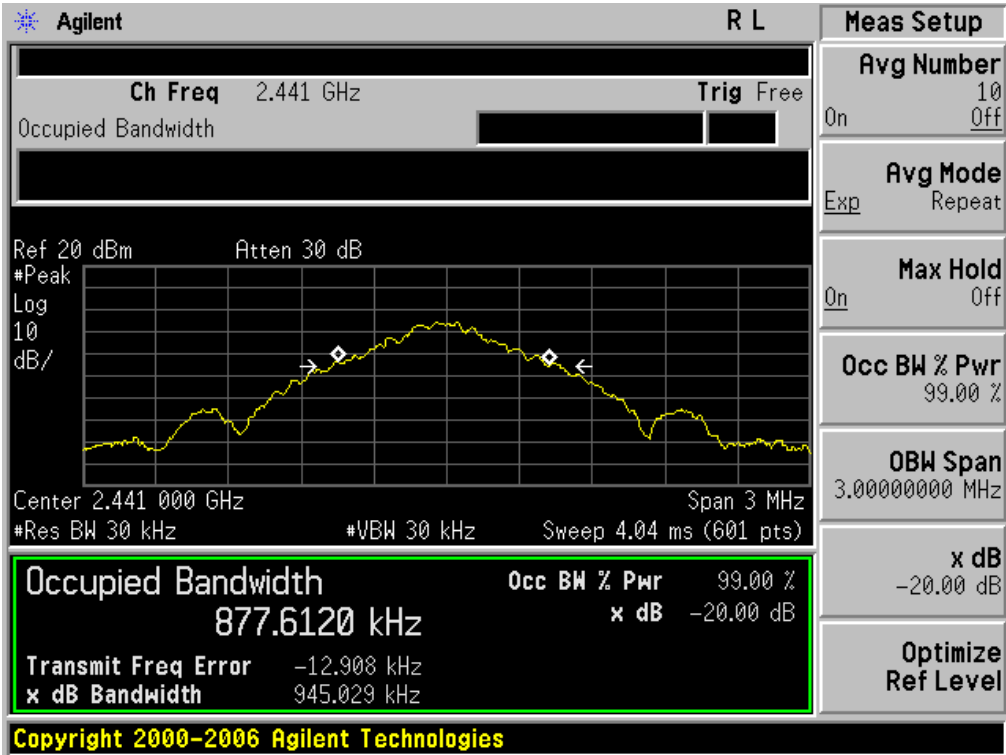 Agilent R L
Ch Freq 2.441 GHz Trig Free
Occupied Bandwidth
Ref 20 dBm Atten 30 dB
#Peak
Log
10
dB/
Center 2.441 000 GHz Span 3 MHz
#Res BW 30 kHz #VBW 30 kHz Sweep 4.04 ms (601 pts)
Occupied Bandwidth Occ BW % Pwr 99.00 %
877.6120 kHz x dB -20.00 dB
Transmit Freq Error -12.908 kHz
x dB Bandwidth 945.029 kHz
Copyright 2000-2006 Agilent Technologies
Meas Setup
Avg Number
10
On Off
Avg Mode
Exp Repeat
Max Hold
On Off
Occ BW % Pwr
99.00 %
OBW Span
3.00000000 MHz
x dB
-20.00 dB
Optimize
Ref Level